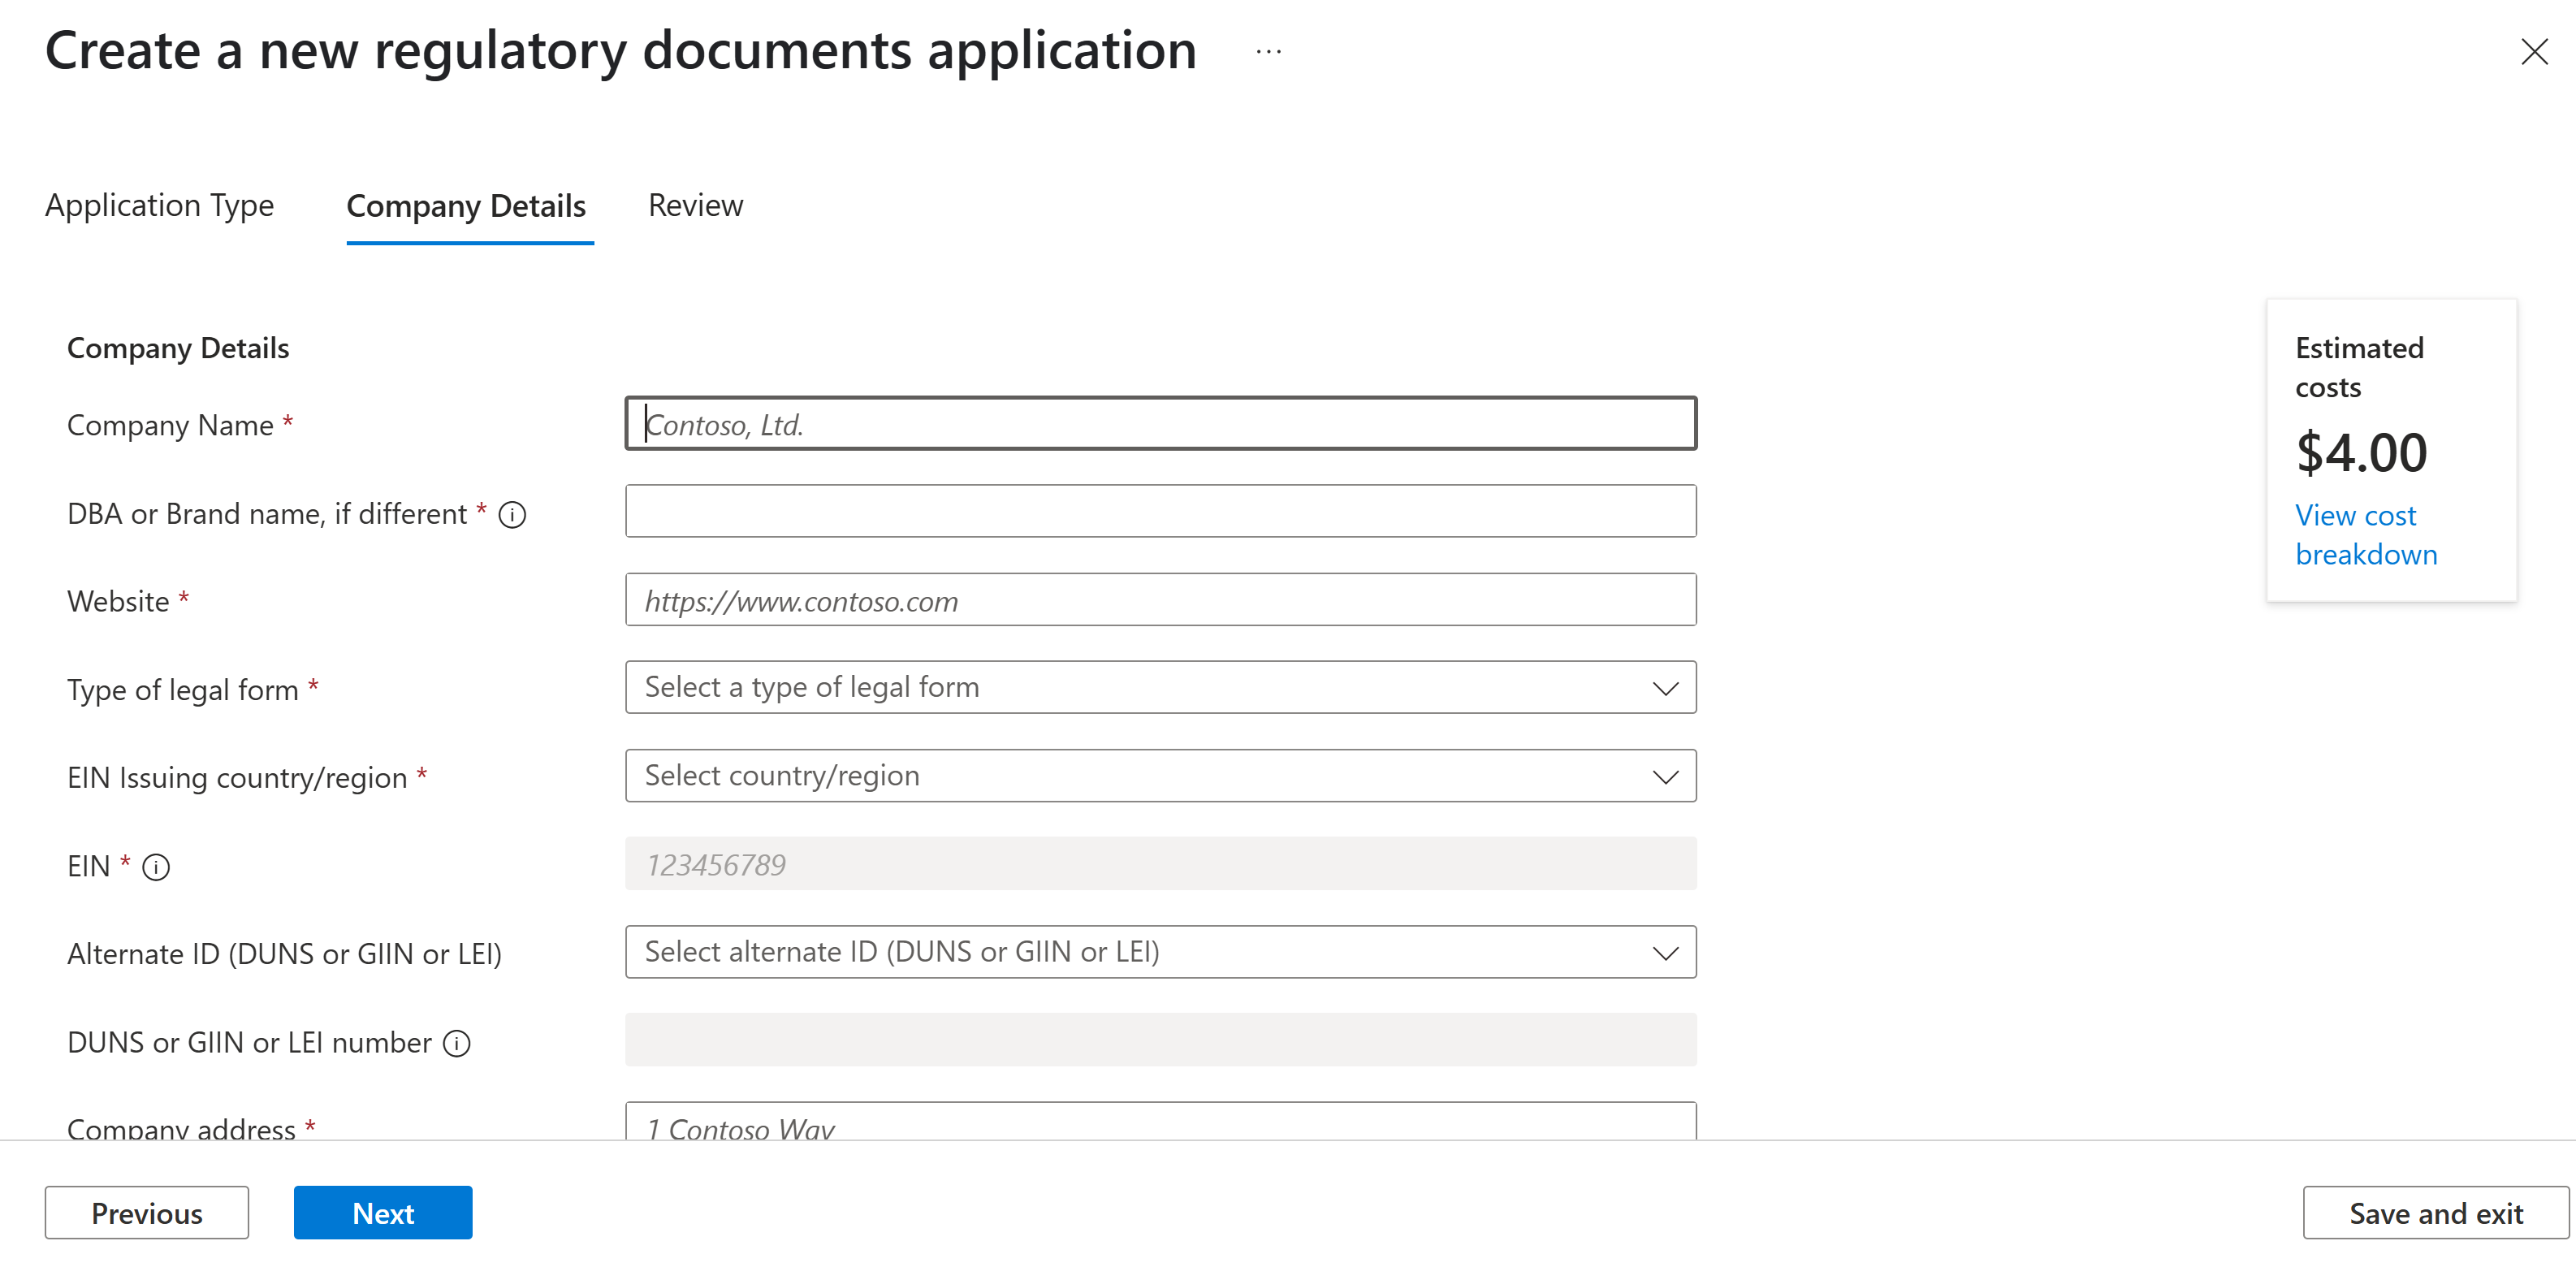 Create a new regulatory documents application ...
Application Type Company Details Review
Company Details
Company Name *
Contoso, Ltd.
DBA or Brand name, if different *
Website *
https://www.contoso.com
Type of legal form *
Select a type of legal form
EIN Issuing country/region *
Select country/region
EIN *
123456789
Alternate ID (DUNS or GIIN or LEI)
Select alternate ID (DUNS or GIIN or LEI)
DUNS or GIIN or LEI number
Company address *
1 Contoso Way
Estimated
costs
$4.00
View cost
breakdown
Previous
Next
Save and exit